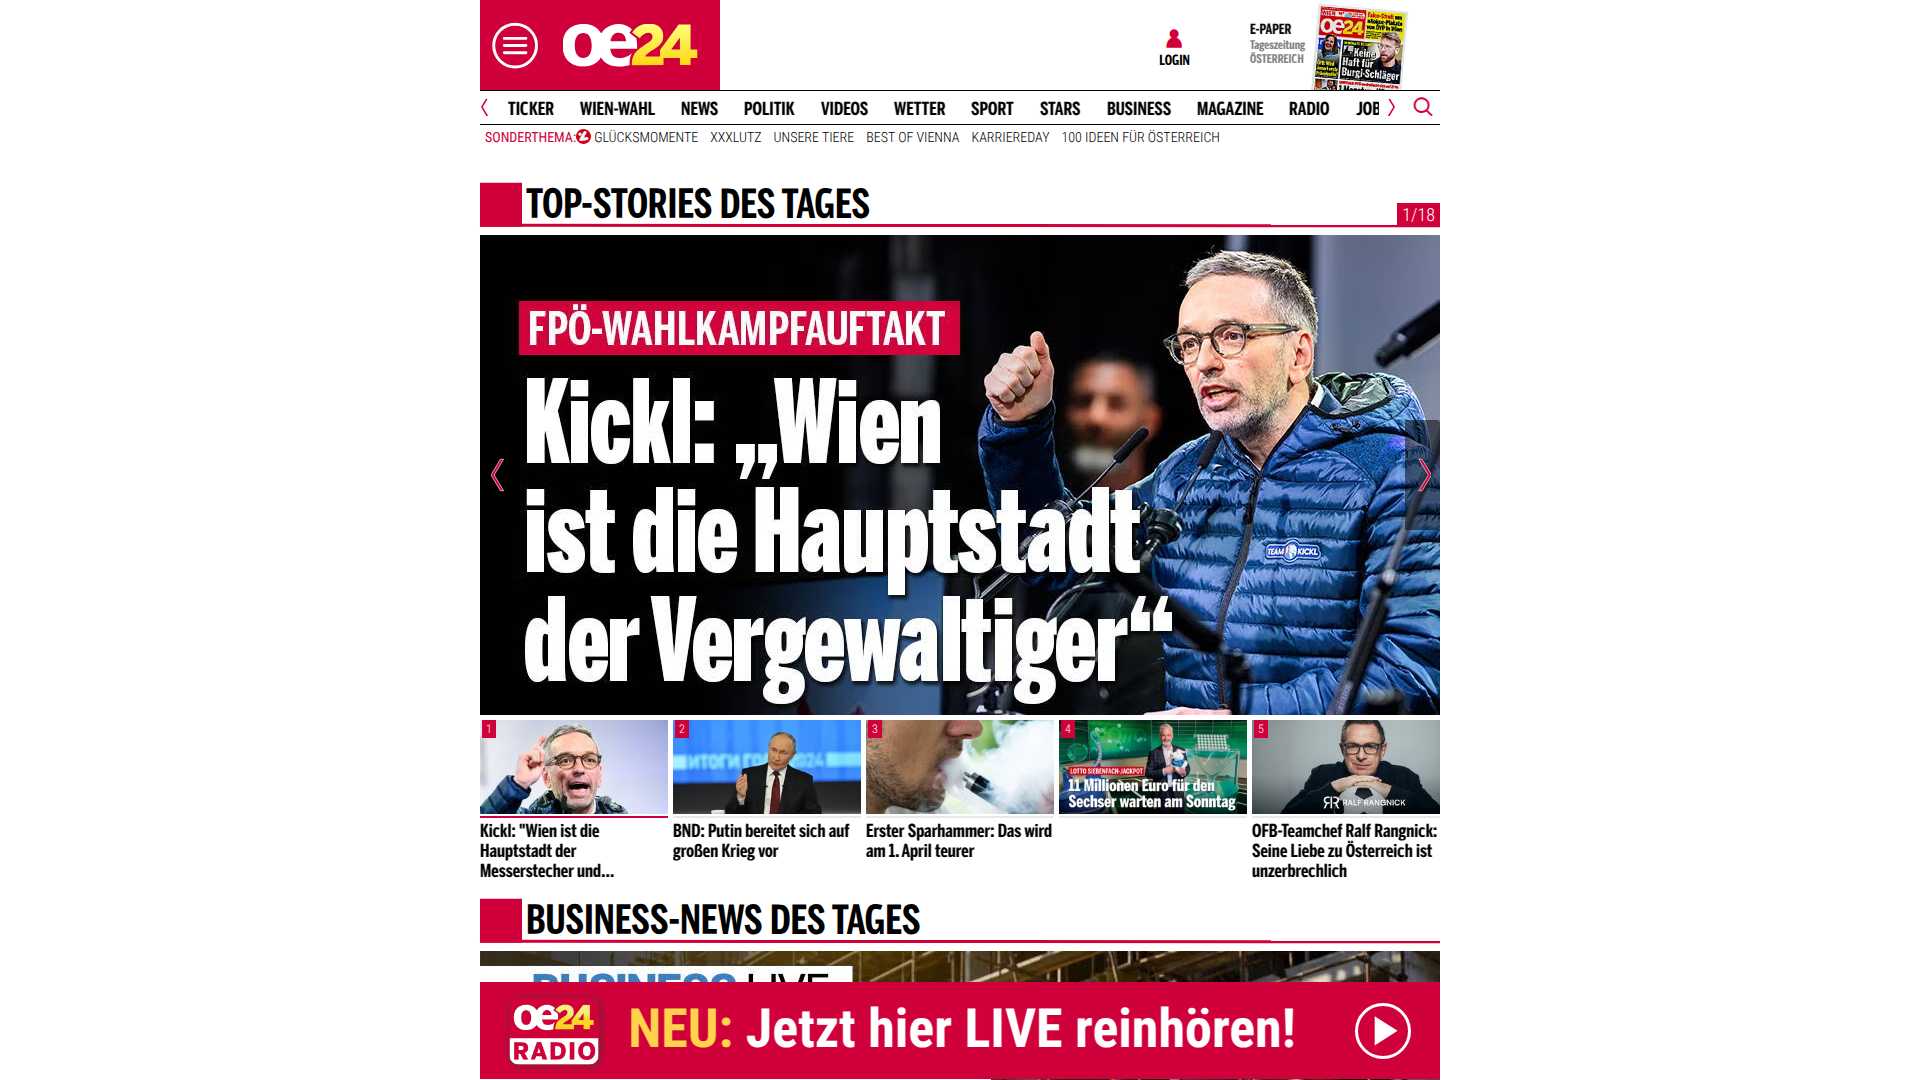 oe24
LOGIN
E-PAPER
Tageszeitung
ÖSTERREICH
oe24
Keine
Haft für
Burgi-Schläger
TICKER WIEN-WAHL NEWS POLITIK VIDEOS WETTER SPORT STARS BUSINESS MAGAZINE RADIO JOB
SONDERTHEMA: GLÜCKSMOMENTE XXXLUTZ UNSERE TIERE BEST OF VIENNA KARRIEREDAY 100 IDEEN FÜR ÖSTERREICH
TOP-STORIES DES TAGES
1/18
FPÖ-WAHLKAMPFAUFTAKT
Kickl: „Wien
ist die Hauptstadt
der Vergewaltiger“
TEAM KICKL
1
2
ИТОГИ ГОДА 2024
3
4
LOTTO SIEBENFACH-JACKPOT
11 Millionen Euro für den
Sechser warten am Sonntag
5
RR RALF RANGNICK
Kickl: "Wien ist die
Hauptstadt der
Messerstecher und...
BND: Putin bereitet sich auf
großen Krieg vor
Erster Sparhammer: Das wird
am 1. April teurer
OFB-Teamchef Ralf Rangnick:
Seine Liebe zu Österreich ist
unzerbrechlich
BUSINESS-NEWS DES TAGES
BUSINESS LIVE
oe24
RADIO
NEU: Jetzt hier LIVE reinhören!